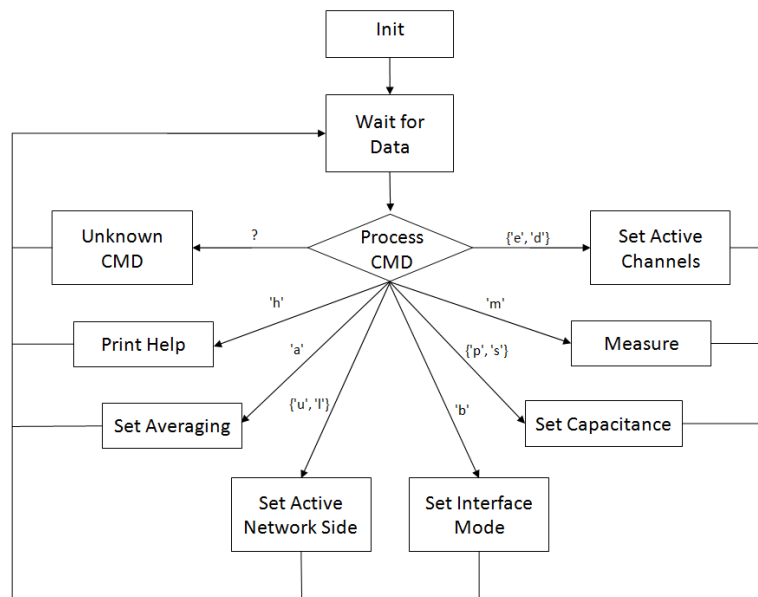 Init
Wait for
Data
Unknown
CMD
?
Process
CMD
{'e', 'd'}
Set Active
Channels
'h'
'm'
Print Help
'a'
{'p', 's'}
Measure
{'u', 'l'}
'b'
Set Averaging
Set Capacitance
Set Active
Network Side
Set Interface
Mode